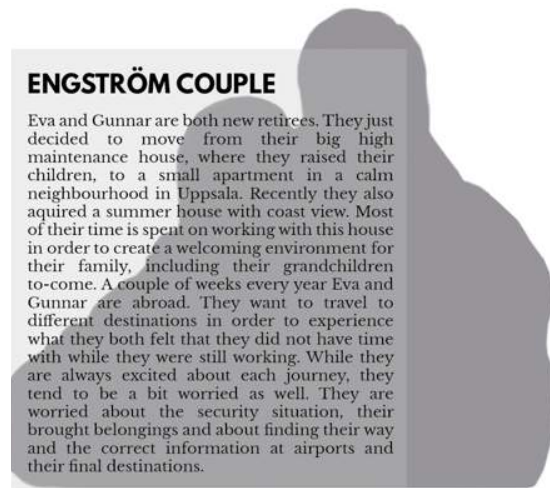 ENGSTRÖM COUPLE
Eva and Gunnar are both new retirees. They just
decided to move from their big high
maintenance house, where they raised their
children, to a small apartment in a calm
neighbourhood in Uppsala. Recently they also
aquired a summer house with coast view. Most
of their time is spent on working with this house
in order to create a welcoming environment for
their family, including their grandchildren
to-come. A couple of weeks every year Eva and
Gunnar are abroad. They want to travel to
different destinations in order to experience
what they both felt that they did not have time
with while they were still working. While they
are always excited about each journey, they
tend to be a bit worried as well. They are
worried about the security situation, their
brought belongings and about finding their way
and the correct information at airports and
their final destinations.